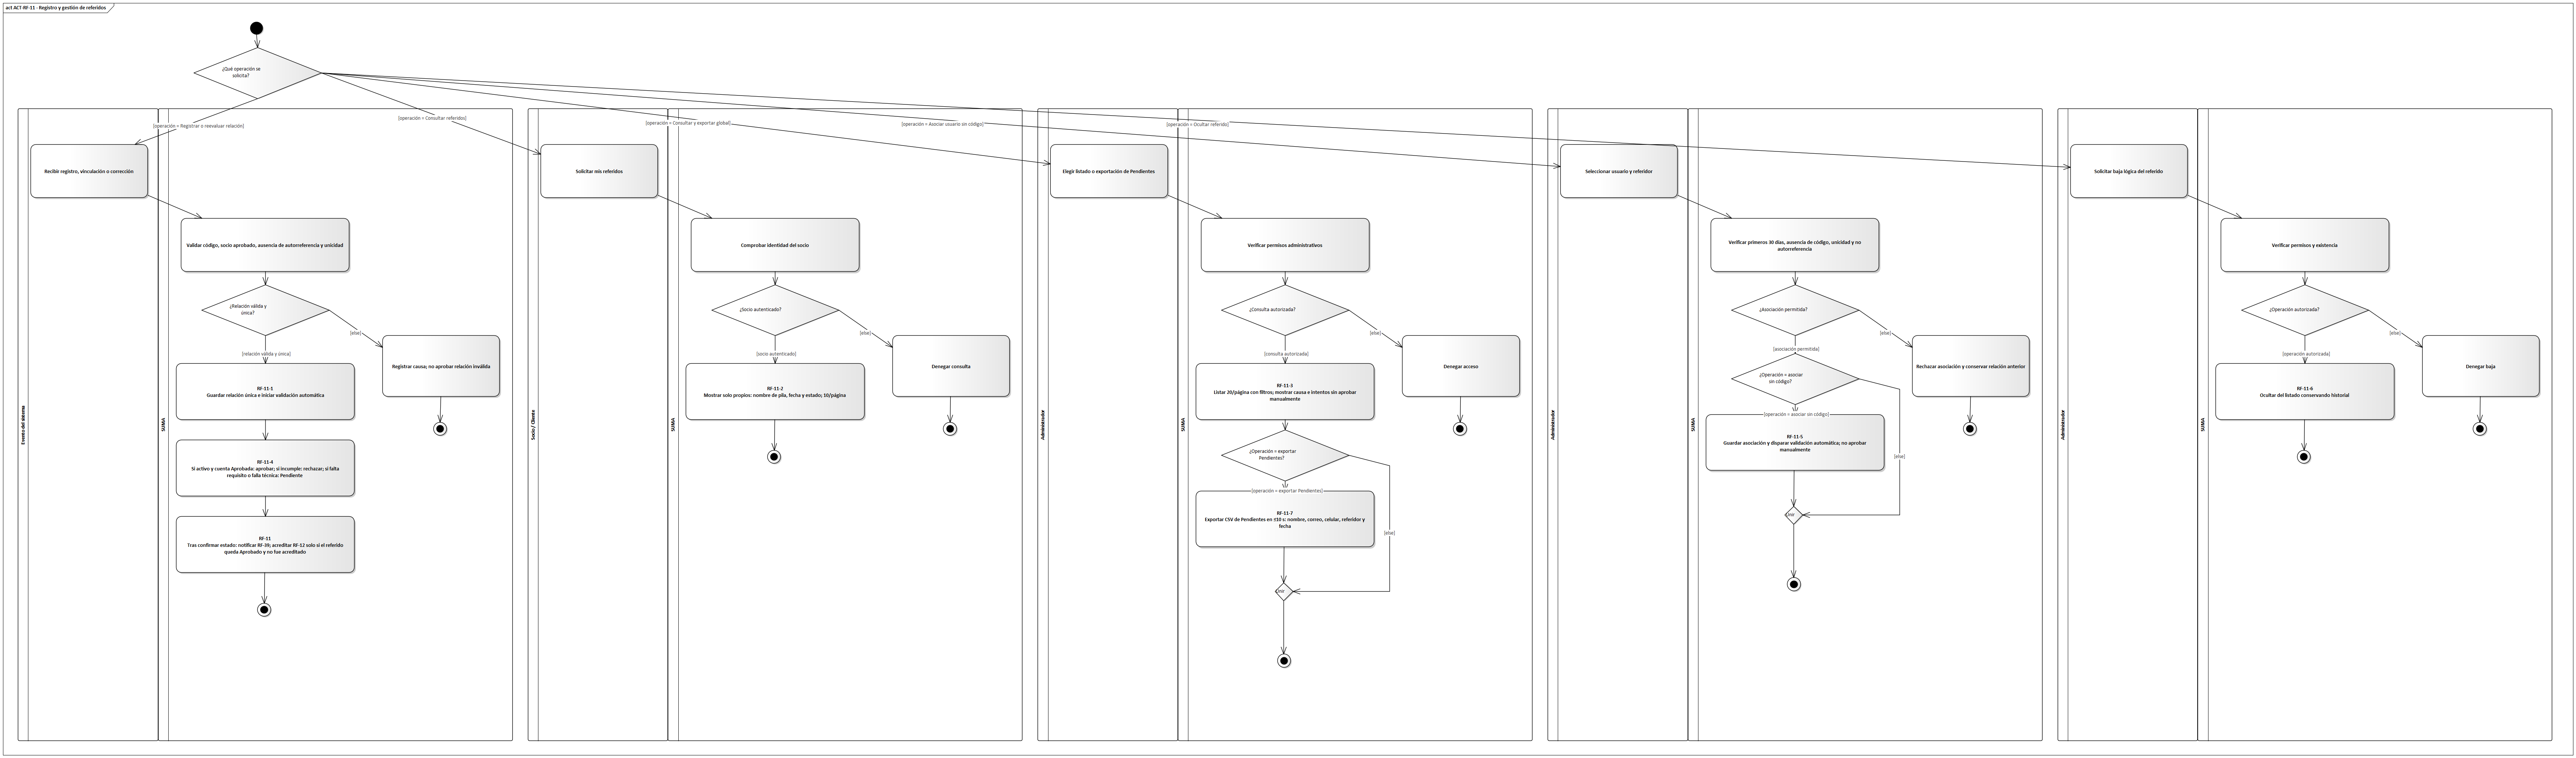 act ACT-RF-11 - Registro y gestión de referidos
¿Qué operación se
solicita?
[operación = Registrar o reevaluar relación]
[operación = Consultar referidos]
[operación = Consultar y exportar global]
[operación = Asociar usuario sin código]
[operación = Ocultar referido]
Evento del sistema
SUMA
Recibir registro, vinculación o corrección
Validar código, socio aprobado, ausencia de autorreferencia y unicidad
¿Relación válida y
única?
[else]
[relación válida y única]
Registrar causa; no aprobar relación inválida
RF-11-1
Guardar relación única e iniciar validación automática
RF-11-4
Si activo y cuenta Aprobada: aprobar; si incumple: rechazar; si falta
requisito o falla técnica: Pendiente
RF-11
Tras confirmar estado: notificar RF-39; acreditar RF-12 solo si el referido
queda Aprobado y no fue acreditado
Socio / Cliente
SUMA
Solicitar mis referidos
Comprobar identidad del socio
¿Socio autenticado?
[else]
[socio autenticado]
Denegar consulta
RF-11-2
Mostrar solo propios: nombre de pila, fecha y estado; 10/página
Administrador
SUMA
Elegir listado o exportación de Pendientes
Verificar permisos administrativos
¿Consulta autorizada?
[else]
[consulta autorizada]
Denegar acceso
RF-11-3
Listar 20/página con filtros; mostrar causa e intentos sin aprobar
manualmente
¿Operación = exportar
Pendientes?
[operación = exportar Pendientes]
RF-11-7
Exportar CSV de Pendientes en ≤10 s: nombre, correo, celular, referidor y
fecha
[else]
Unir
Administrador
SUMA
Seleccionar usuario y referidor
Verificar primeros 30 días, ausencia de código, unicidad y no
autorreferencia
¿Asociación permitida?
[else]
[asociación permitida]
Rechazar asociación y conservar relación anterior
¿Operación = asociar
sin código?
[operación = asociar sin código]
RF-11-5
Guardar asociación y disparar validación automática; no aprobar
manualmente
[else]
Unir
Administrador
SUMA
Solicitar baja lógica del referido
Verificar permisos y existencia
¿Operación autorizada?
[else]
[operación autorizada]
Denegar baja
RF-11-6
Ocultar del listado conservando historial